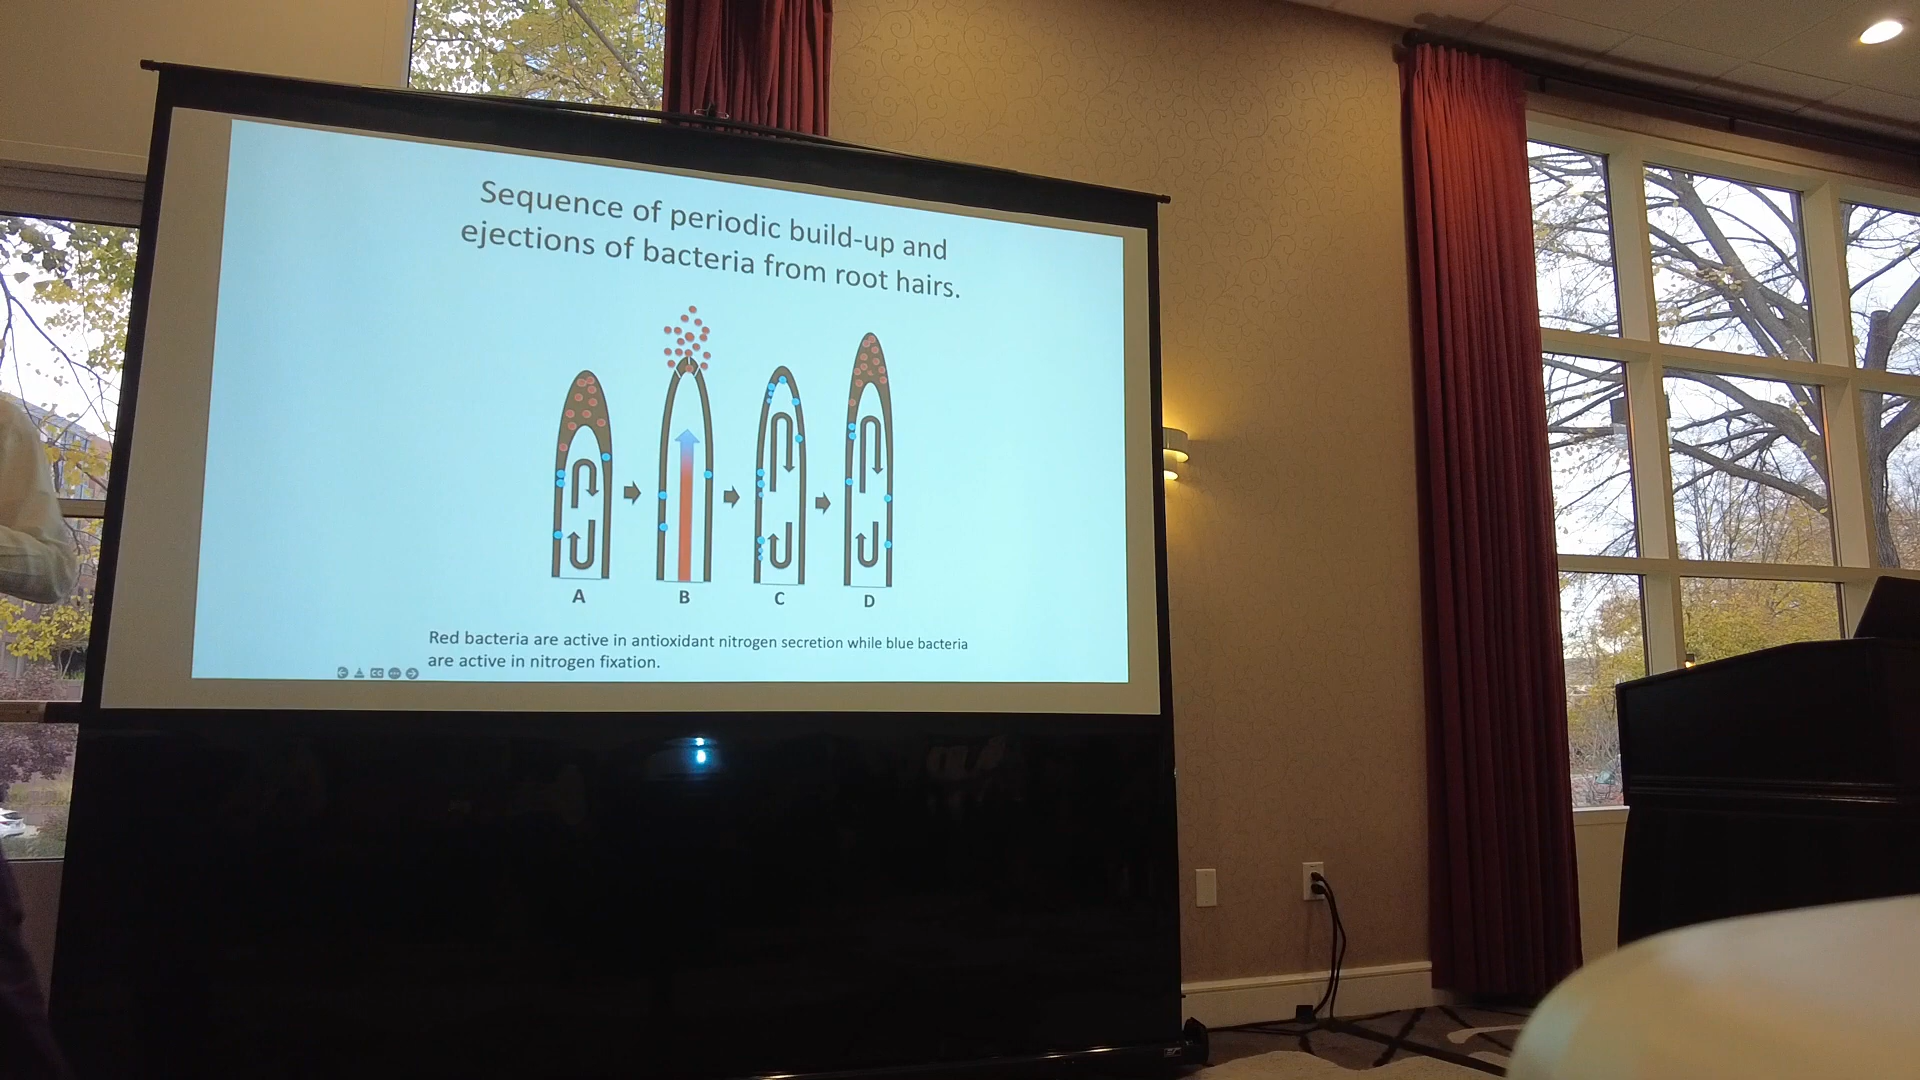 Sequence of periodic build-up and
ejections of bacteria from root hairs.
A
B
C
D
Red bacteria are active in antioxidant nitrogen secretion while blue bacteria
are active in nitrogen fixation.